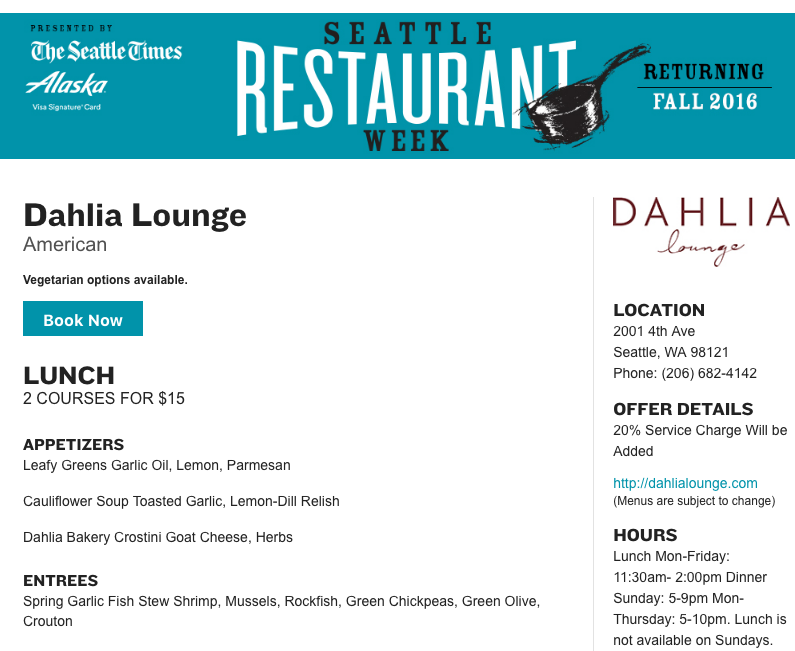 PRESENTED BY
The Seattle Times
Alaska
Visa Signature® Card
SEATTLE
RESTAURANT
WEEK
RETURNING
FALL 2016
Dahlia Lounge
American
Vegetarian options available.
Book Now
LUNCH
2 COURSES FOR $15
APPETIZERS
Leafy Greens Garlic Oil, Lemon, Parmesan
Cauliflower Soup Toasted Garlic, Lemon-Dill Relish
Dahlia Bakery Crostini Goat Cheese, Herbs
ENTREES
Spring Garlic Fish Stew Shrimp, Mussels, Rockfish, Green Chickpeas, Green Olive,
Crouton
DAHLIA
lounge
LOCATION
2001 4th Ave
Seattle, WA 98121
Phone: (206) 682-4142
OFFER DETAILS
20% Service Charge Will be
Added
http://dahlialounge.com
(Menus are subject to change)
HOURS
Lunch Mon-Friday:
11:30am- 2:00pm Dinner
Sunday: 5-9pm Mon-
Thursday: 5-10pm. Lunch is
not available on Sundays.